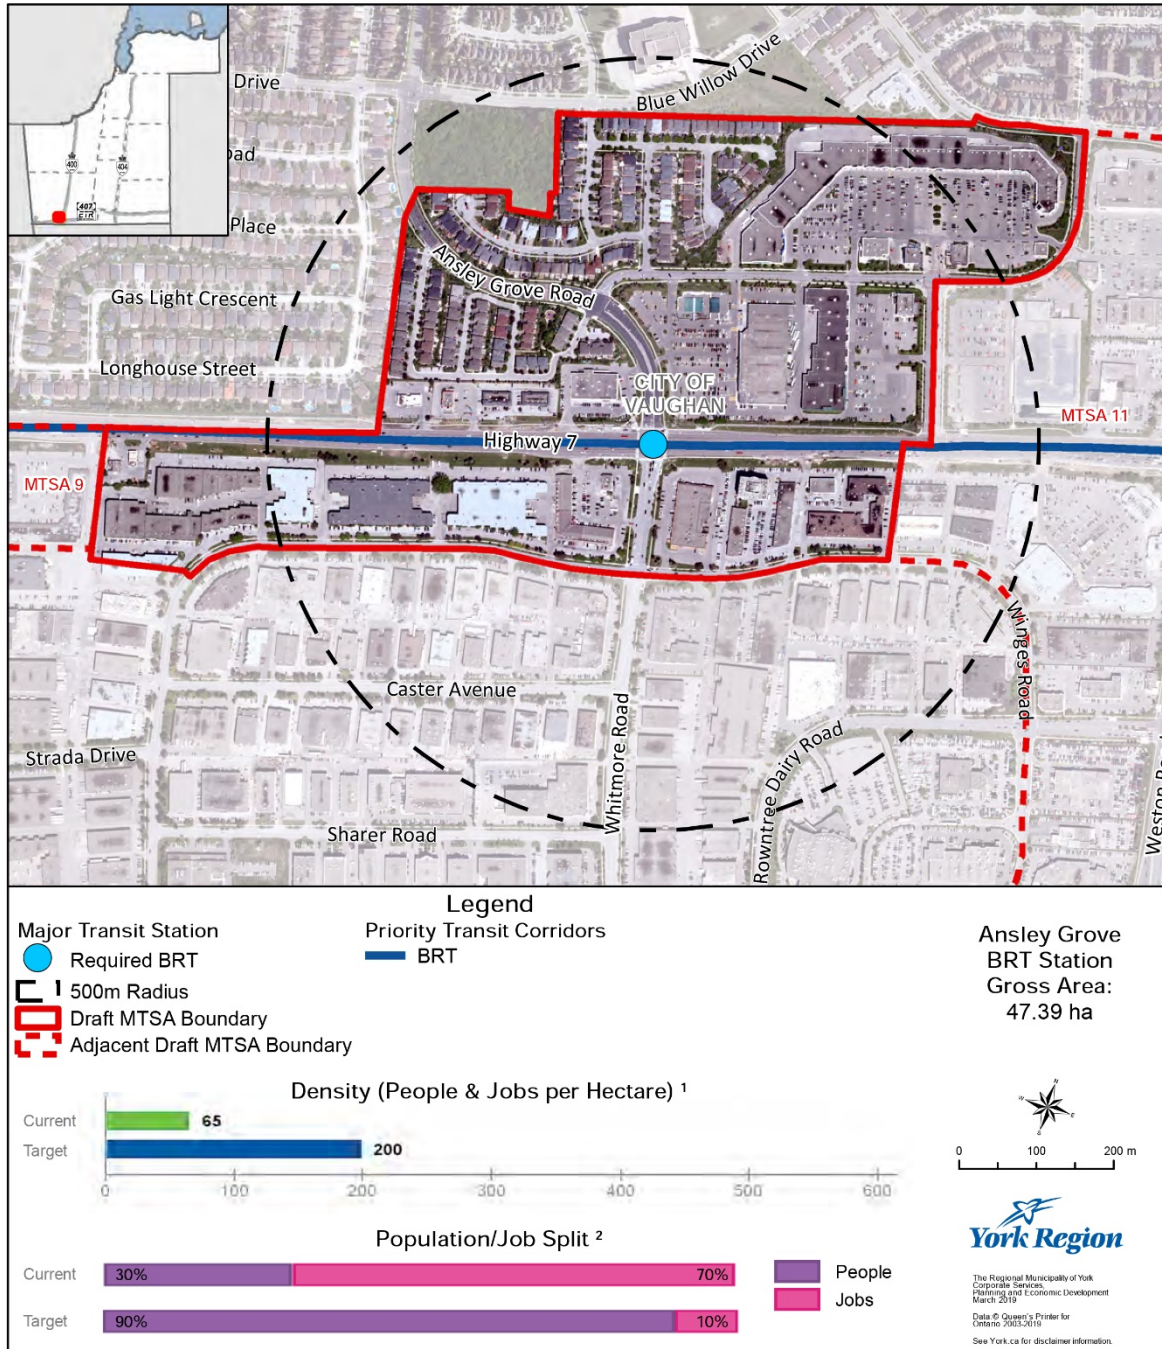 400
404
407
ETR
Drive
oad
Place
Blue Willow Drive
Ansley Grove Road
Gas Light Crescent
Longhouse Street
CITY OF
VAUGHAN
MTSA 11
Highway 7
MTSA 9
Winges Road
Caster Avenue
Whitmore Road
Rowntree Dairy Road
Strada Drive
Sharer Road
Weston Road
Legend
Major Transit Station
Required BRT
500m Radius
Draft MTSA Boundary
Adjacent Draft MTSA Boundary
Priority Transit Corridors
BRT
Ansley Grove
BRT Station
Gross Area:
47.39 ha
Density (People & Jobs per Hectare) ¹
Current
65
Target
200
0 100 200 300 400 500 600
N
W
E
S
0 100 200 m
Population/Job Split ²
Current
30% 70%
Target
90% 10%
People
Jobs
York Region
The Regional Municipality of York
Corporate Services,
Planning and Economic Development
March 2019
Data:© Queen's Printer for
Ontario 2003-2019
See York.ca for disclaimer information.